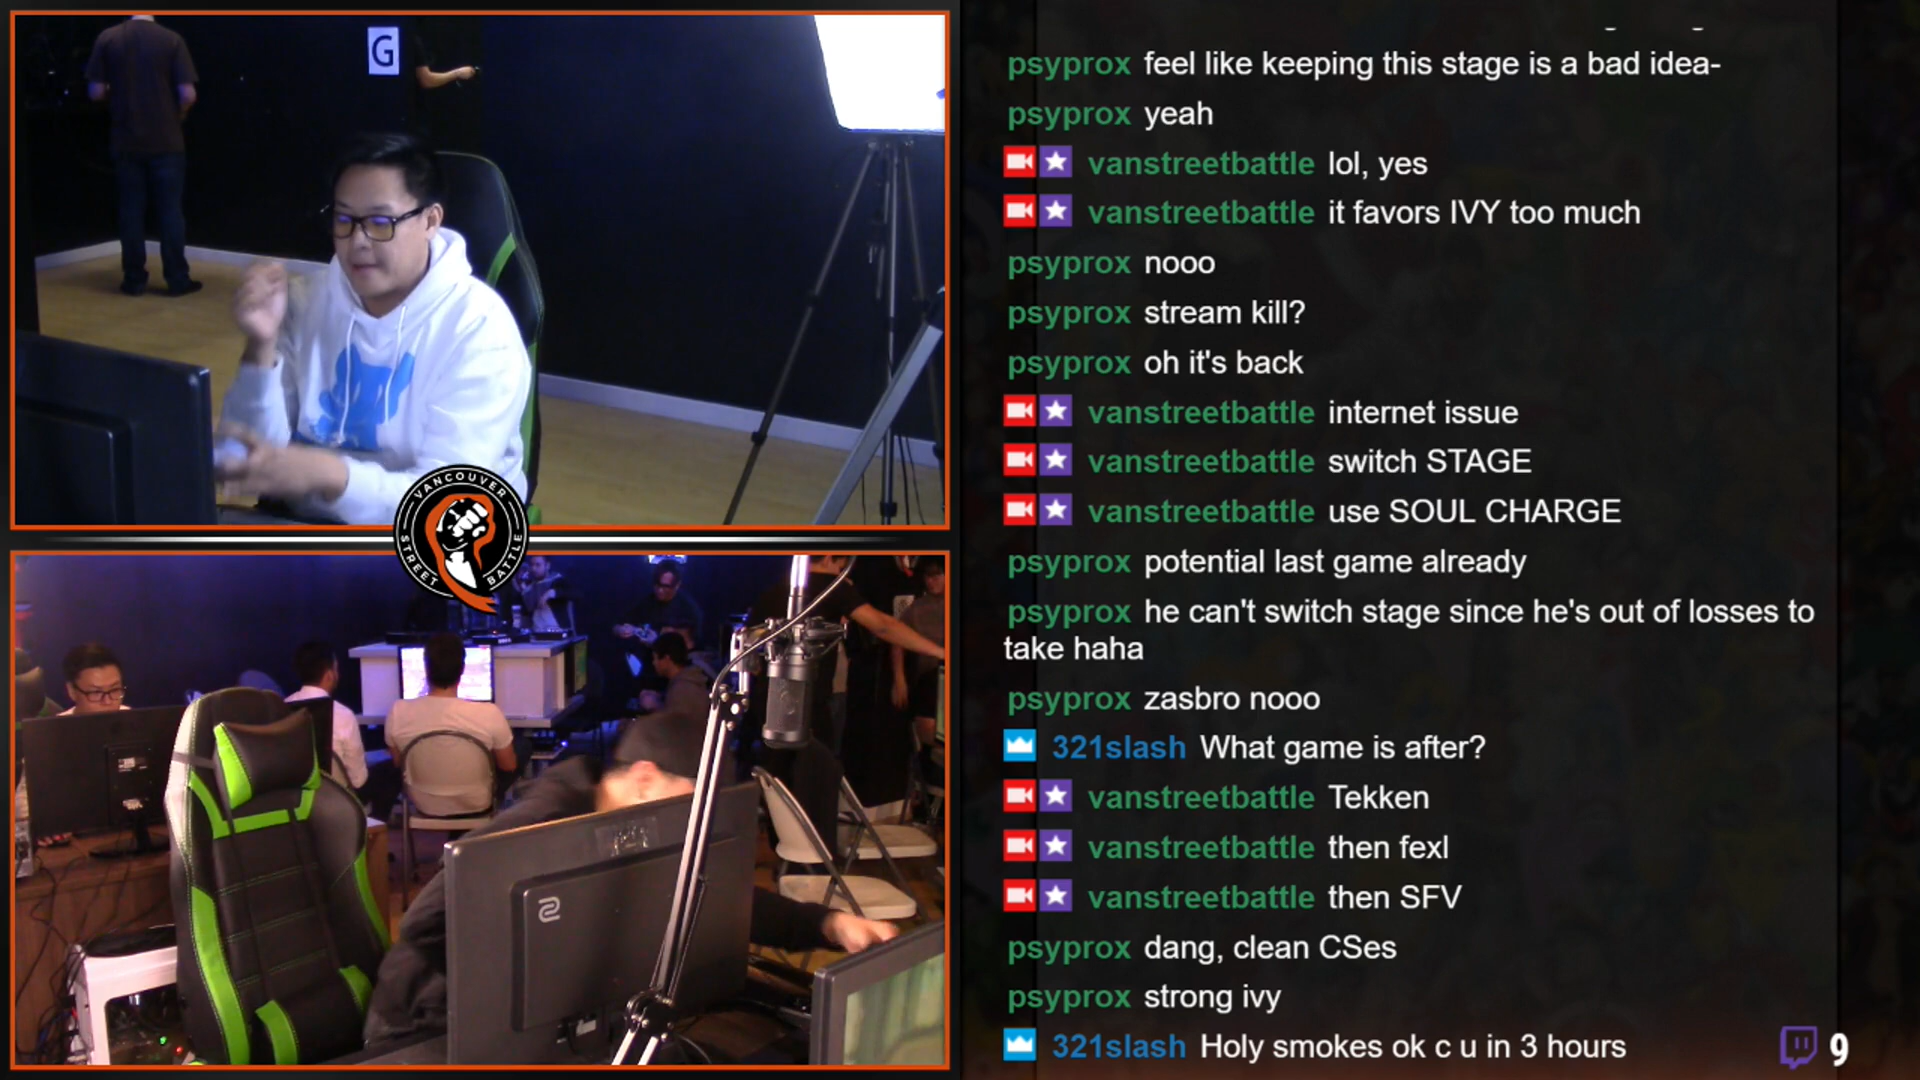 G
VANCOUVER
STREET BATTLE
psyprox feel like keeping this stage is a bad idea-
psyprox yeah
vanstreetbattle lol, yes
vanstreetbattle it favors IVY too much
psyprox nooo
psyprox stream kill?
psyprox oh it's back
vanstreetbattle internet issue
vanstreetbattle switch STAGE
vanstreetbattle use SOUL CHARGE
psyprox potential last game already
psyprox he can't switch stage since he's out of losses to
take haha
psyprox zasbro nooo
321slash What game is after?
vanstreetbattle Tekken
vanstreetbattle then fexl
vanstreetbattle then SFV
psyprox dang, clean CSes
psyprox strong ivy
321slash Holy smokes ok c u in 3 hours
9